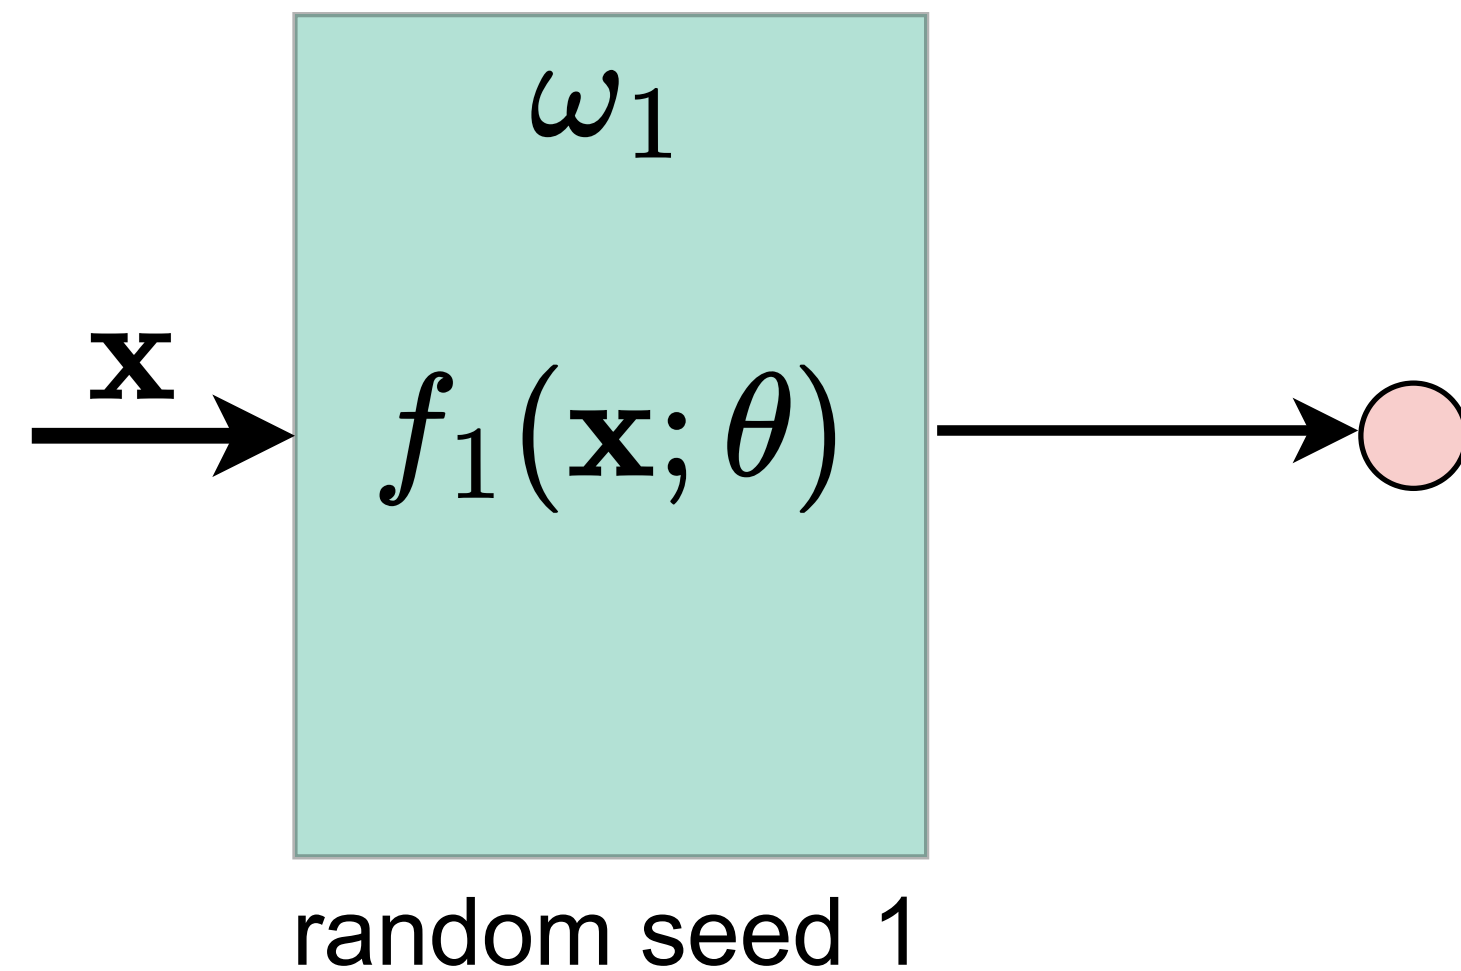 ω₁
x
f₁(x; θ)
random seed 1